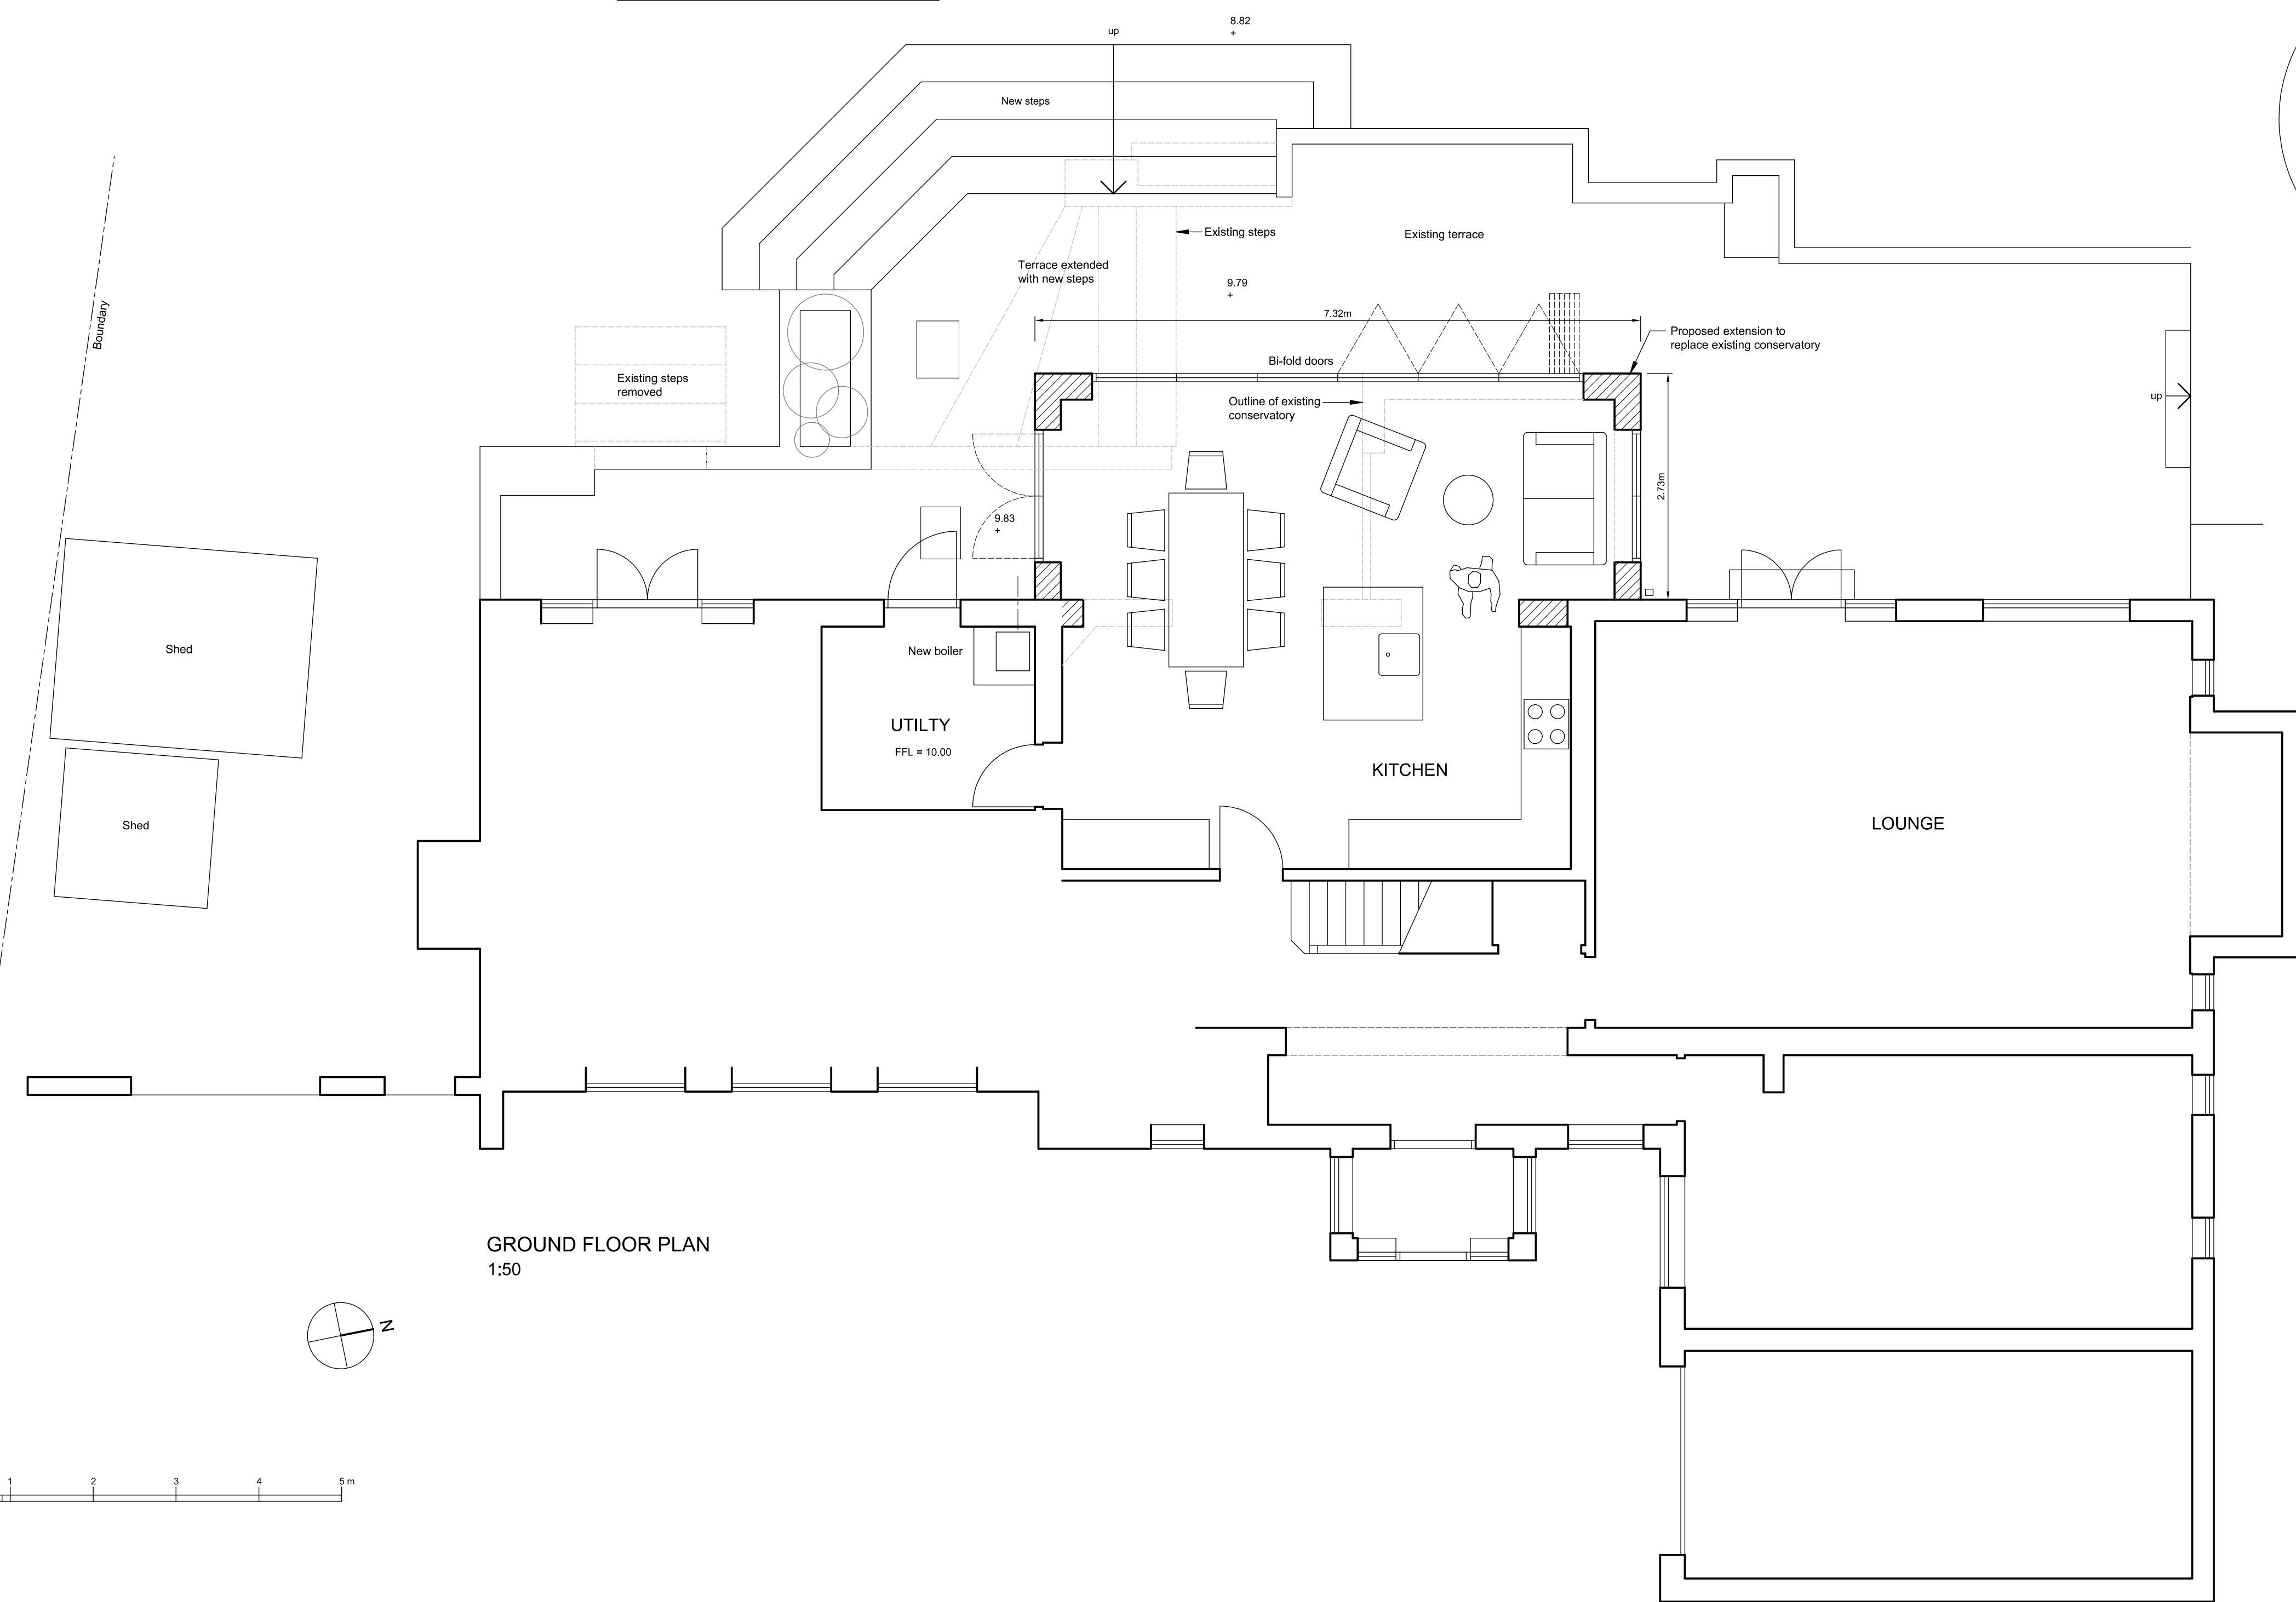 8.82
+
up
New steps
Existing steps
Existing terrace
Terrace extended
with new steps
9.79
+
Boundary
7.32m
Proposed extension to
replace existing conservatory
Bi-fold doors
Existing steps
removed
Outline of existing
conservatory
up
2.73m
9.83
+
Shed
New boiler
UTILTY
FFL = 10.00
KITCHEN
LOUNGE
Shed
GROUND FLOOR PLAN
1:50
N
1 2 3 4 5 m